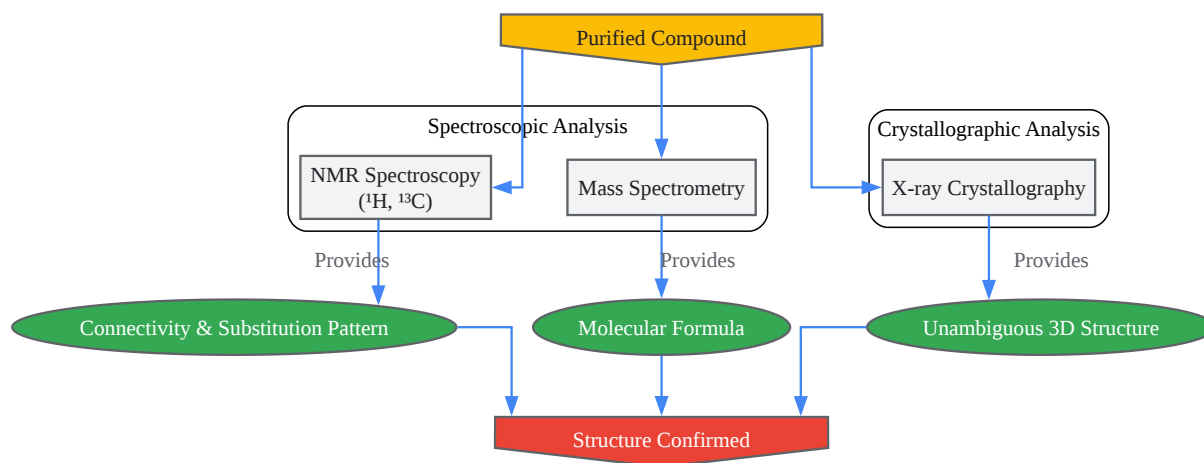 Purified Compound
Spectroscopic Analysis
Crystallographic Analysis
NMR Spectroscopy
(¹H, ¹³C)
Mass Spectrometry
X-ray Crystallography
Provides
Provides
Provides
Connectivity & Substitution Pattern
Molecular Formula
Unambiguous 3D Structure
Structure Confirmed